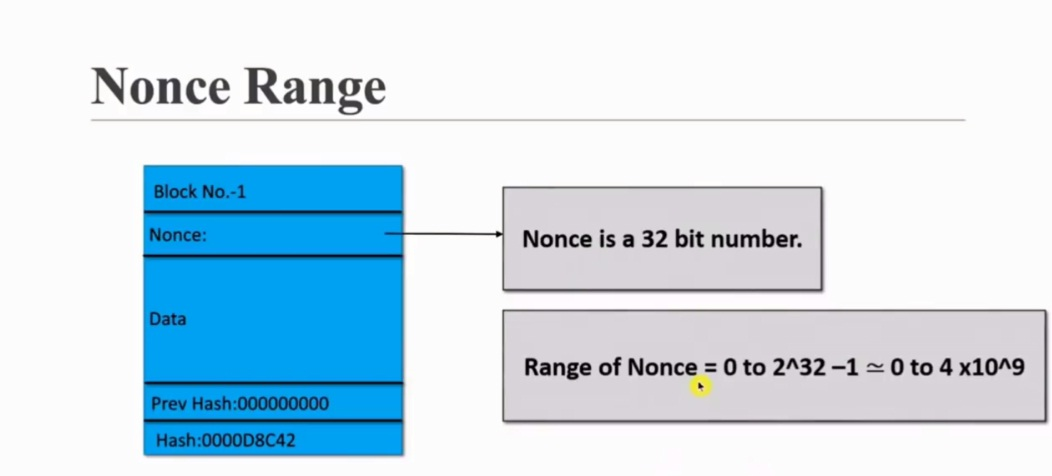 Nonce Range
Block No.-1
Nonce:
Nonce is a 32 bit number.
Data
Range of Nonce = 0 to 2^32 –1 ≃ 0 to 4 x10^9
Prev Hash:000000000
Hash:0000D8C42